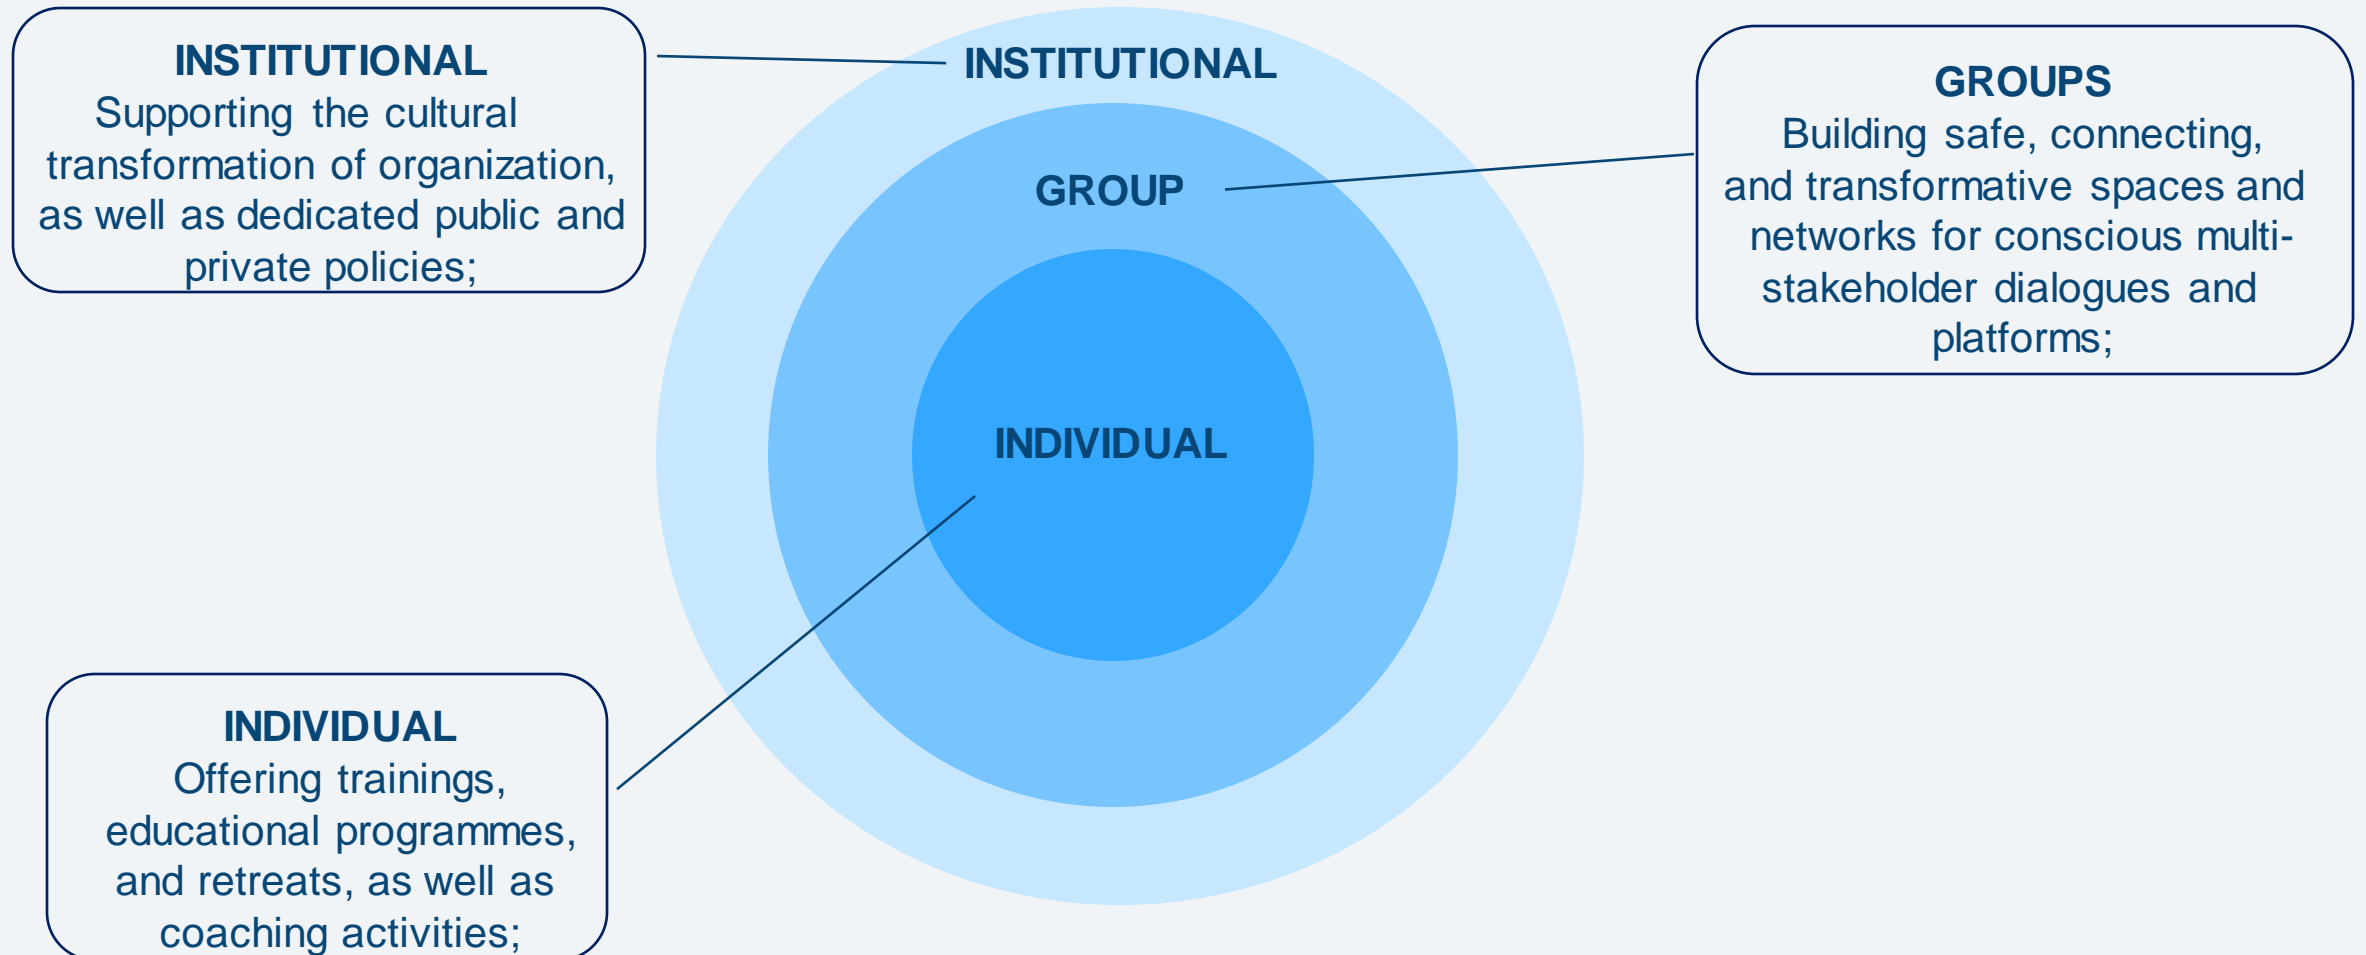 INSTITUTIONAL
Supporting the cultural
transformation of organization,
as well as dedicated public and
private policies;
INSTITUTIONAL
GROUP
INDIVIDUAL
GROUPS
Building safe, connecting,
and transformative spaces and
networks for conscious multi-
stakeholder dialogues and
platforms;
INDIVIDUAL
Offering trainings,
educational programmes,
and retreats, as well as
coaching activities;